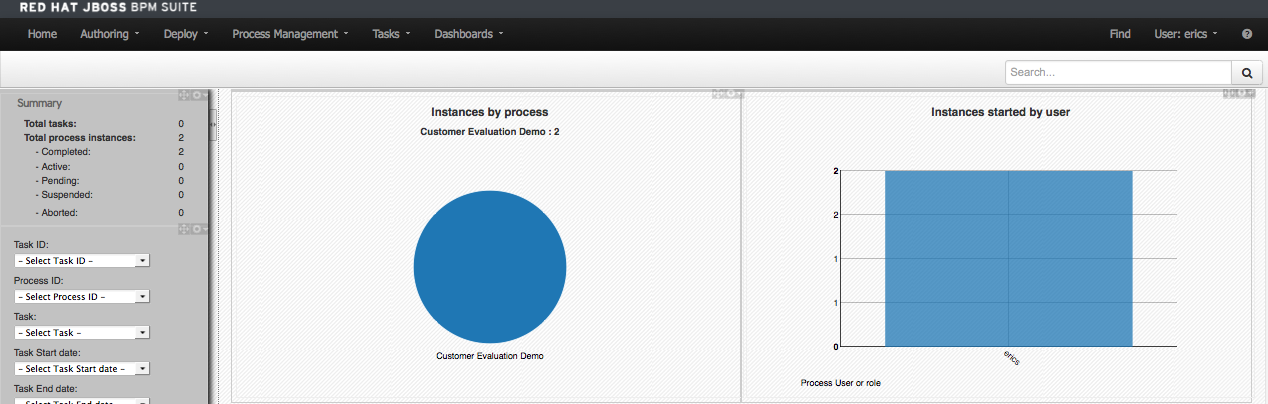 RED HAT JBOSS BPM SUITE
Home Authoring Deploy Process Management Tasks Dashboards Find User: erics ?
Search...
Summary
Total tasks: 0
Total process instances: 2
- Completed: 2
- Active: 0
- Pending: 0
- Suspended: 0
- Aborted: 0
Task ID:
- Select Task ID -
Process ID:
- Select Process ID -
Task:
- Select Task -
Task Start date:
- Select Task Start date -
Task End date:
- Select Task End date
Instances by process
Customer Evaluation Demo : 2
Customer Evaluation Demo
Instances started by user
2
2
1
1
0
erics
Process User or role